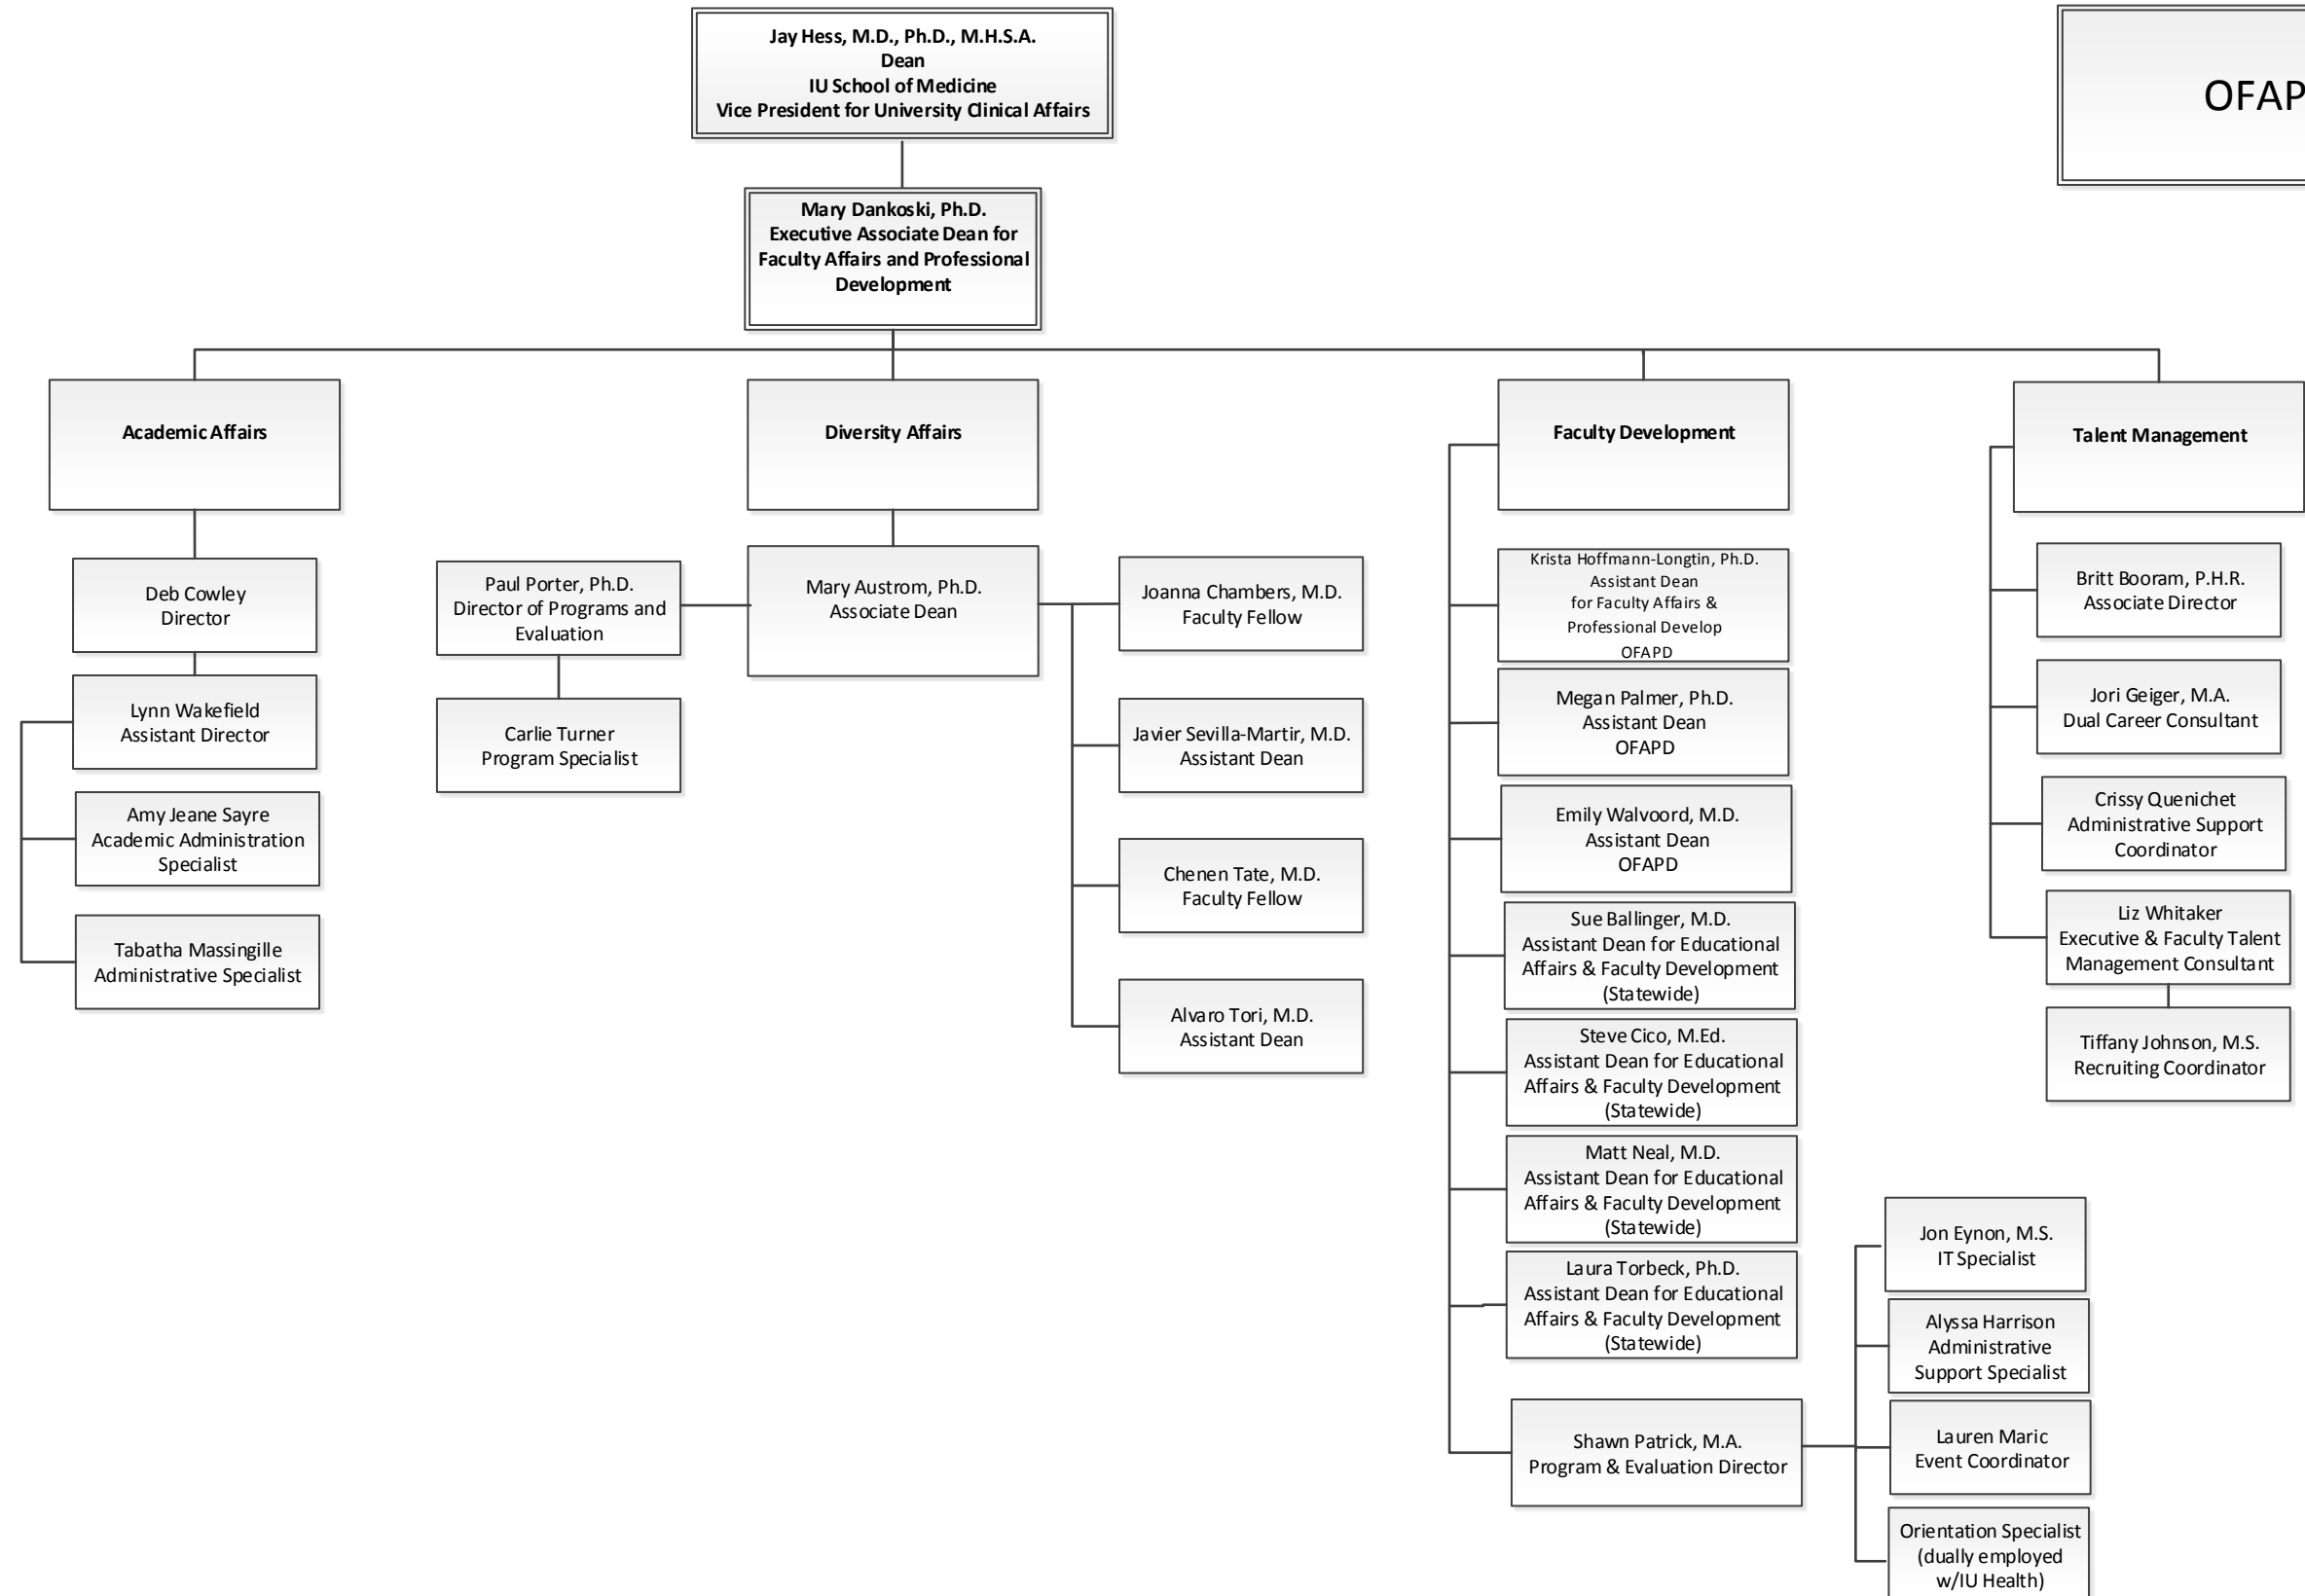 Jay Hess, M.D., Ph.D., M.H.S.A.
Dean
IU School of Medicine
Vice President for University Clinical Affairs
OFAP
Mary Dankoski, Ph.D.
Executive Associate Dean for
Faculty Affairs and Professional
Development
Academic Affairs
Diversity Affairs
Faculty Development
Talent Management
Deb Cowley
Director
Lynn Wakefield
Assistant Director
Amy Jeane Sayre
Academic Administration
Specialist
Tabatha Massingille
Administrative Specialist
Paul Porter, Ph.D.
Director of Programs and
Evaluation
Carlie Turner
Program Specialist
Mary Austrom, Ph.D.
Associate Dean
Joanna Chambers, M.D.
Faculty Fellow
Javier Sevilla-Martir, M.D.
Assistant Dean
Chenen Tate, M.D.
Faculty Fellow
Alvaro Tori, M.D.
Assistant Dean
Krista Hoffmann-Longtin, Ph.D.
Assistant Dean
for Faculty Affairs &
Professional Develop
OFAPD
Megan Palmer, Ph.D.
Assistant Dean
OFAPD
Emily Walvoord, M.D.
Assistant Dean
OFAPD
Sue Ballinger, M.D.
Assistant Dean for Educational
Affairs & Faculty Development
(Statewide)
Steve Cico, M.Ed.
Assistant Dean for Educational
Affairs & Faculty Development
(Statewide)
Matt Neal, M.D.
Assistant Dean for Educational
Affairs & Faculty Development
(Statewide)
Laura Torbeck, Ph.D.
Assistant Dean for Educational
Affairs & Faculty Development
(Statewide)
Shawn Patrick, M.A.
Program & Evaluation Director
Jon Eynon, M.S.
IT Specialist
Alyssa Harrison
Administrative
Support Specialist
Lauren Maric
Event Coordinator
Orientation Specialist
(dually employed
w/IU Health)
Britt Booram, P.H.R.
Associate Director
Jori Geiger, M.A.
Dual Career Consultant
Crissy Quenichet
Administrative Support
Coordinator
Liz Whitaker
Executive & Faculty Talent
Management Consultant
Tiffany Johnson, M.S.
Recruiting Coordinator